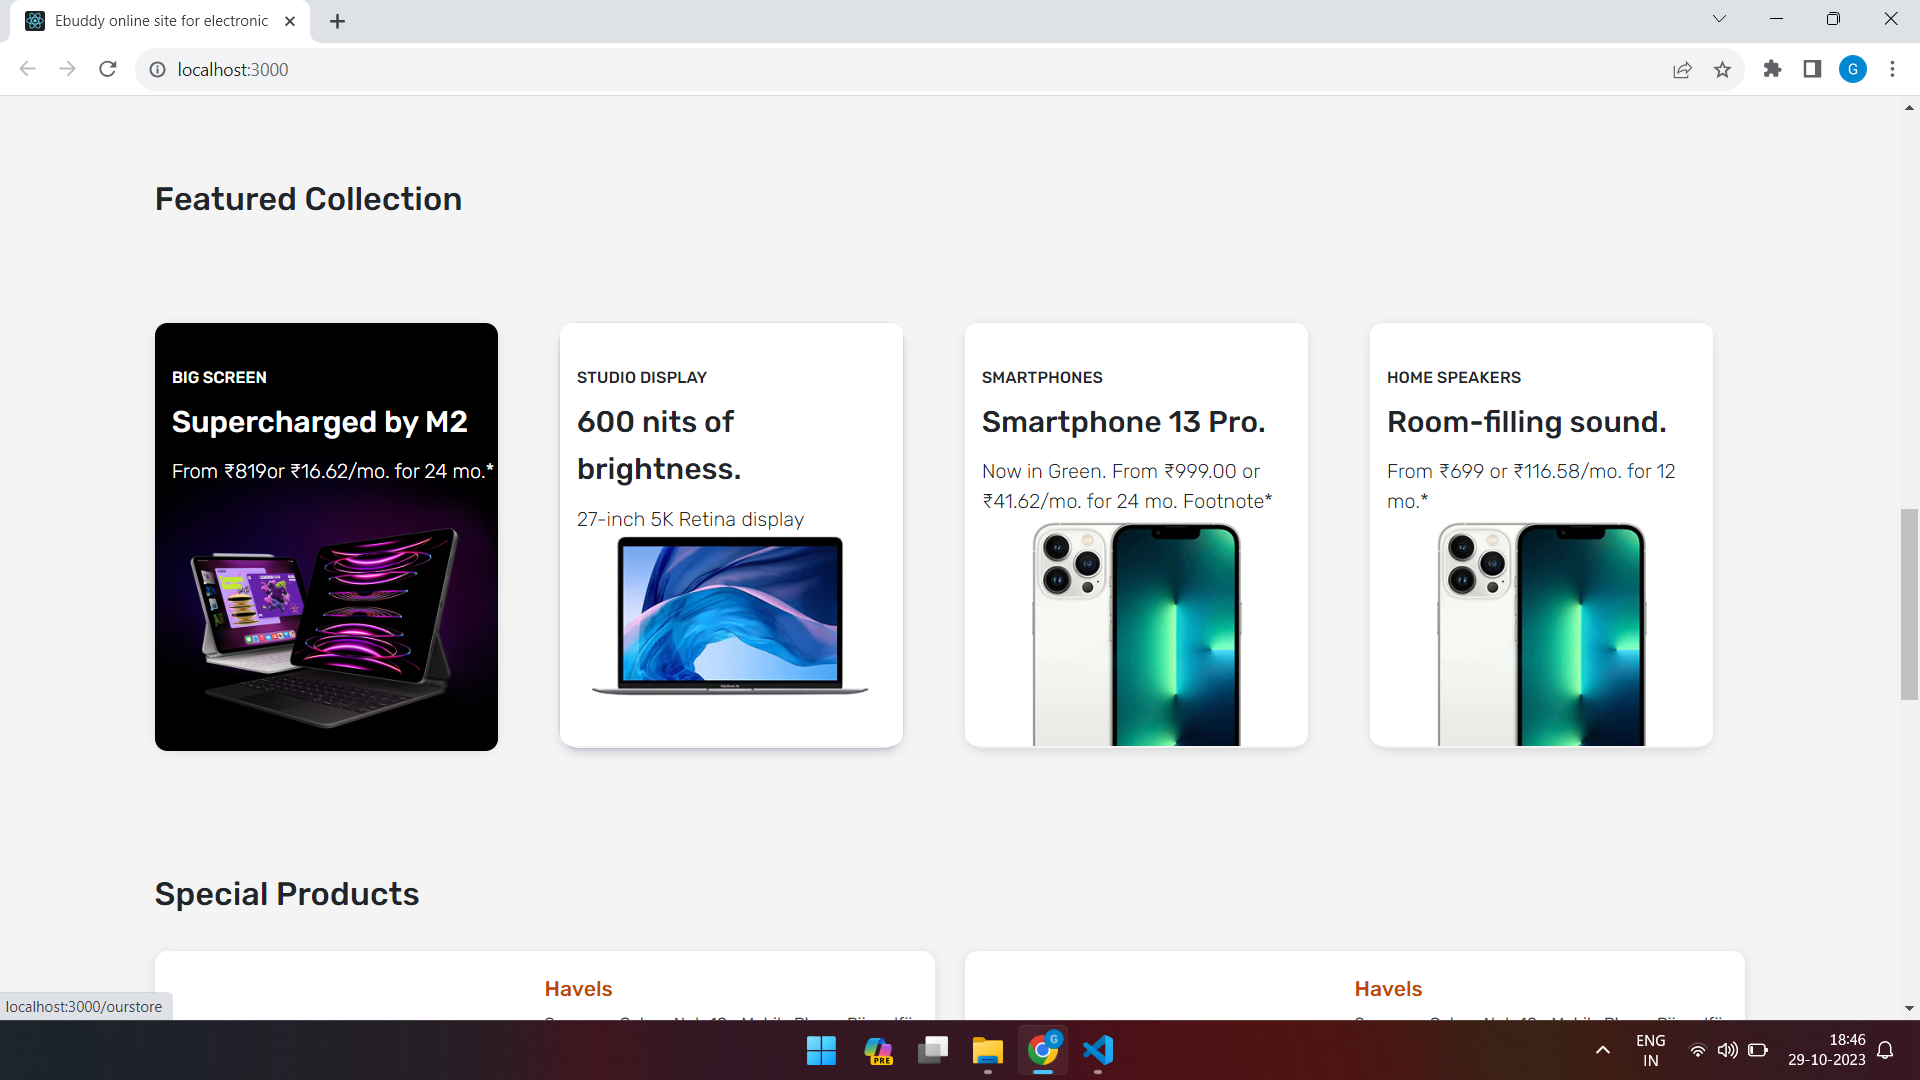 Ebuddy online site for electronic
localhost:3000
G
Featured Collection
BIG SCREEN
Supercharged by M2
From ₹819or ₹16.62/mo. for 24 mo.*
STUDIO DISPLAY
600 nits of
brightness.
27-inch 5K Retina display
SMARTPHONES
Smartphone 13 Pro.
Now in Green. From ₹999.00 or
₹41.62/mo. for 24 mo. Footnote*
HOME SPEAKERS
Room-filling sound.
From ₹699 or ₹116.58/mo. for 12
mo.*
Special Products
Havels
Havels
localhost:3000/ourstore
PRE
G
ENG
IN
18:46
29-10-2023